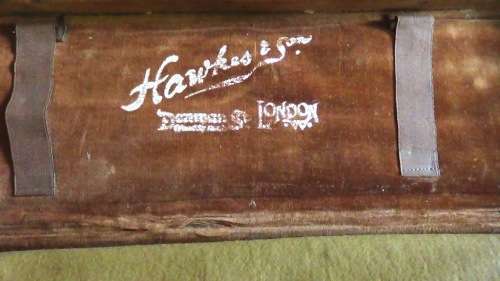 Hawkes & Son
Denman St. LONDON